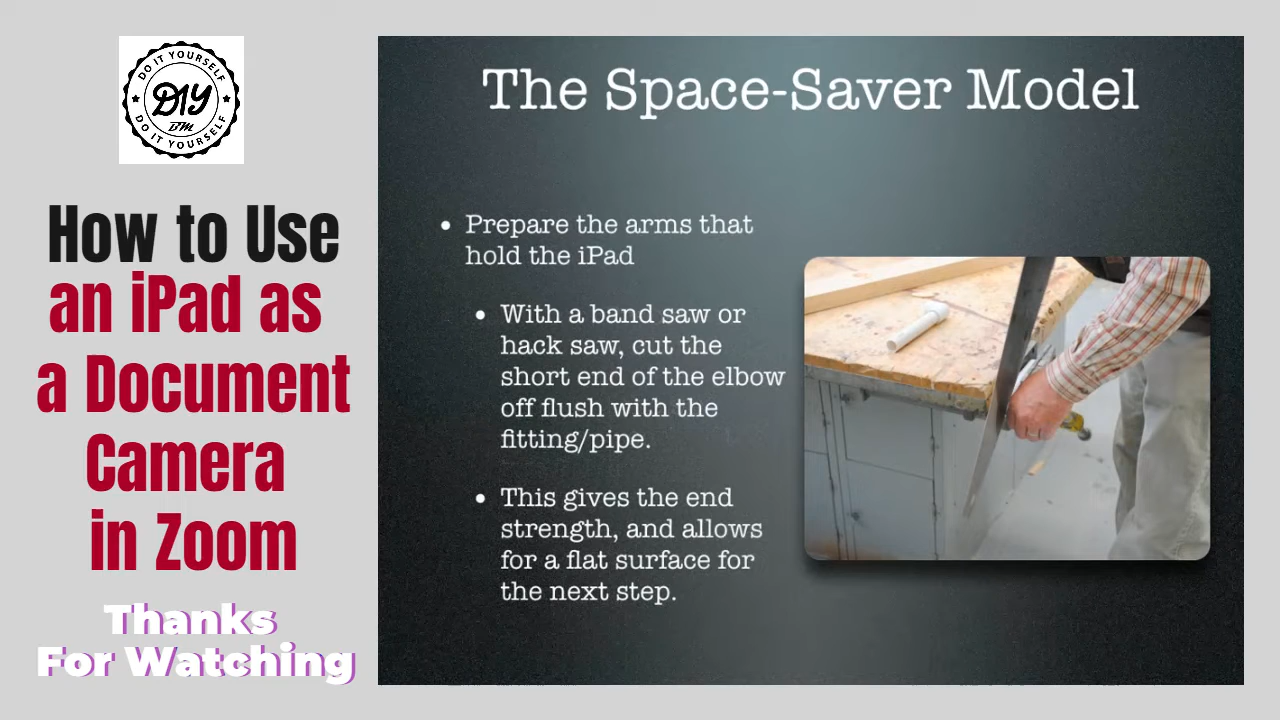 DO IT YOURSELF
DIY
BM
DO IT YOURSELF
How to Use
an iPad as
a Document
Camera
in Zoom
Thanks
For Watching
The Space-Saver Model
• Prepare the arms that
hold the iPad
• With a band saw or
hack saw, cut the
short end of the elbow
off flush with the
fitting/pipe.
• This gives the end
strength, and allows
for a flat surface for
the next step.